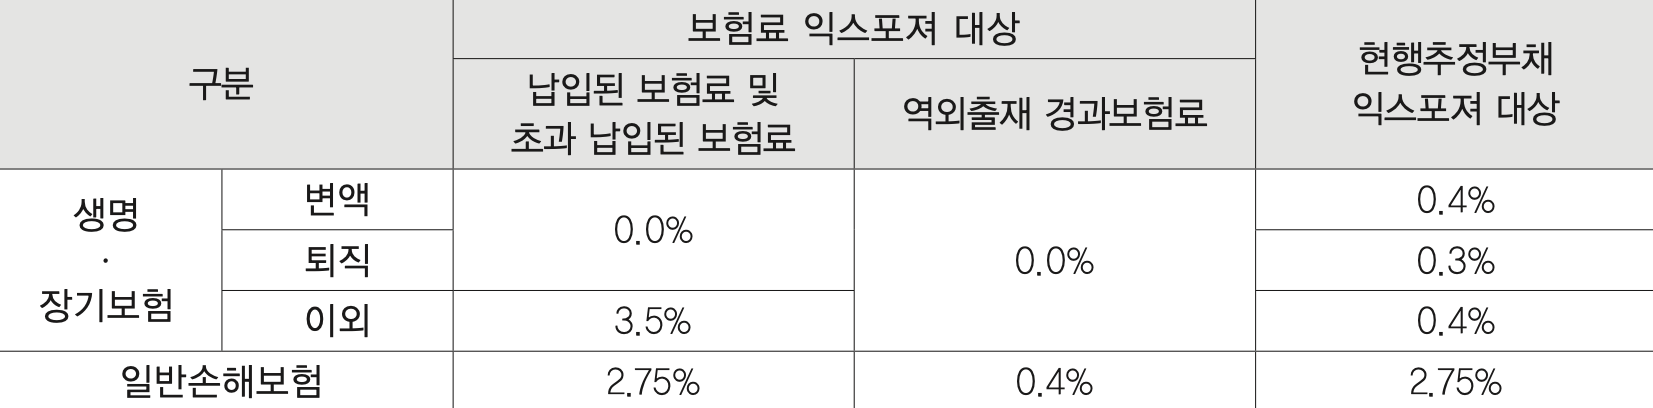 구분
보험료 익스포져 대상
현행추정부채
익스포져 대상
납입된 보험료 및
초과 납입된 보험료
역외출재 경과보험료
생명
·
장기보험
변액
0.0%
0.0%
0.4%
퇴직
0.3%
이외
3.5%
0.4%
일반손해보험
2.75%
0.4%
2.75%